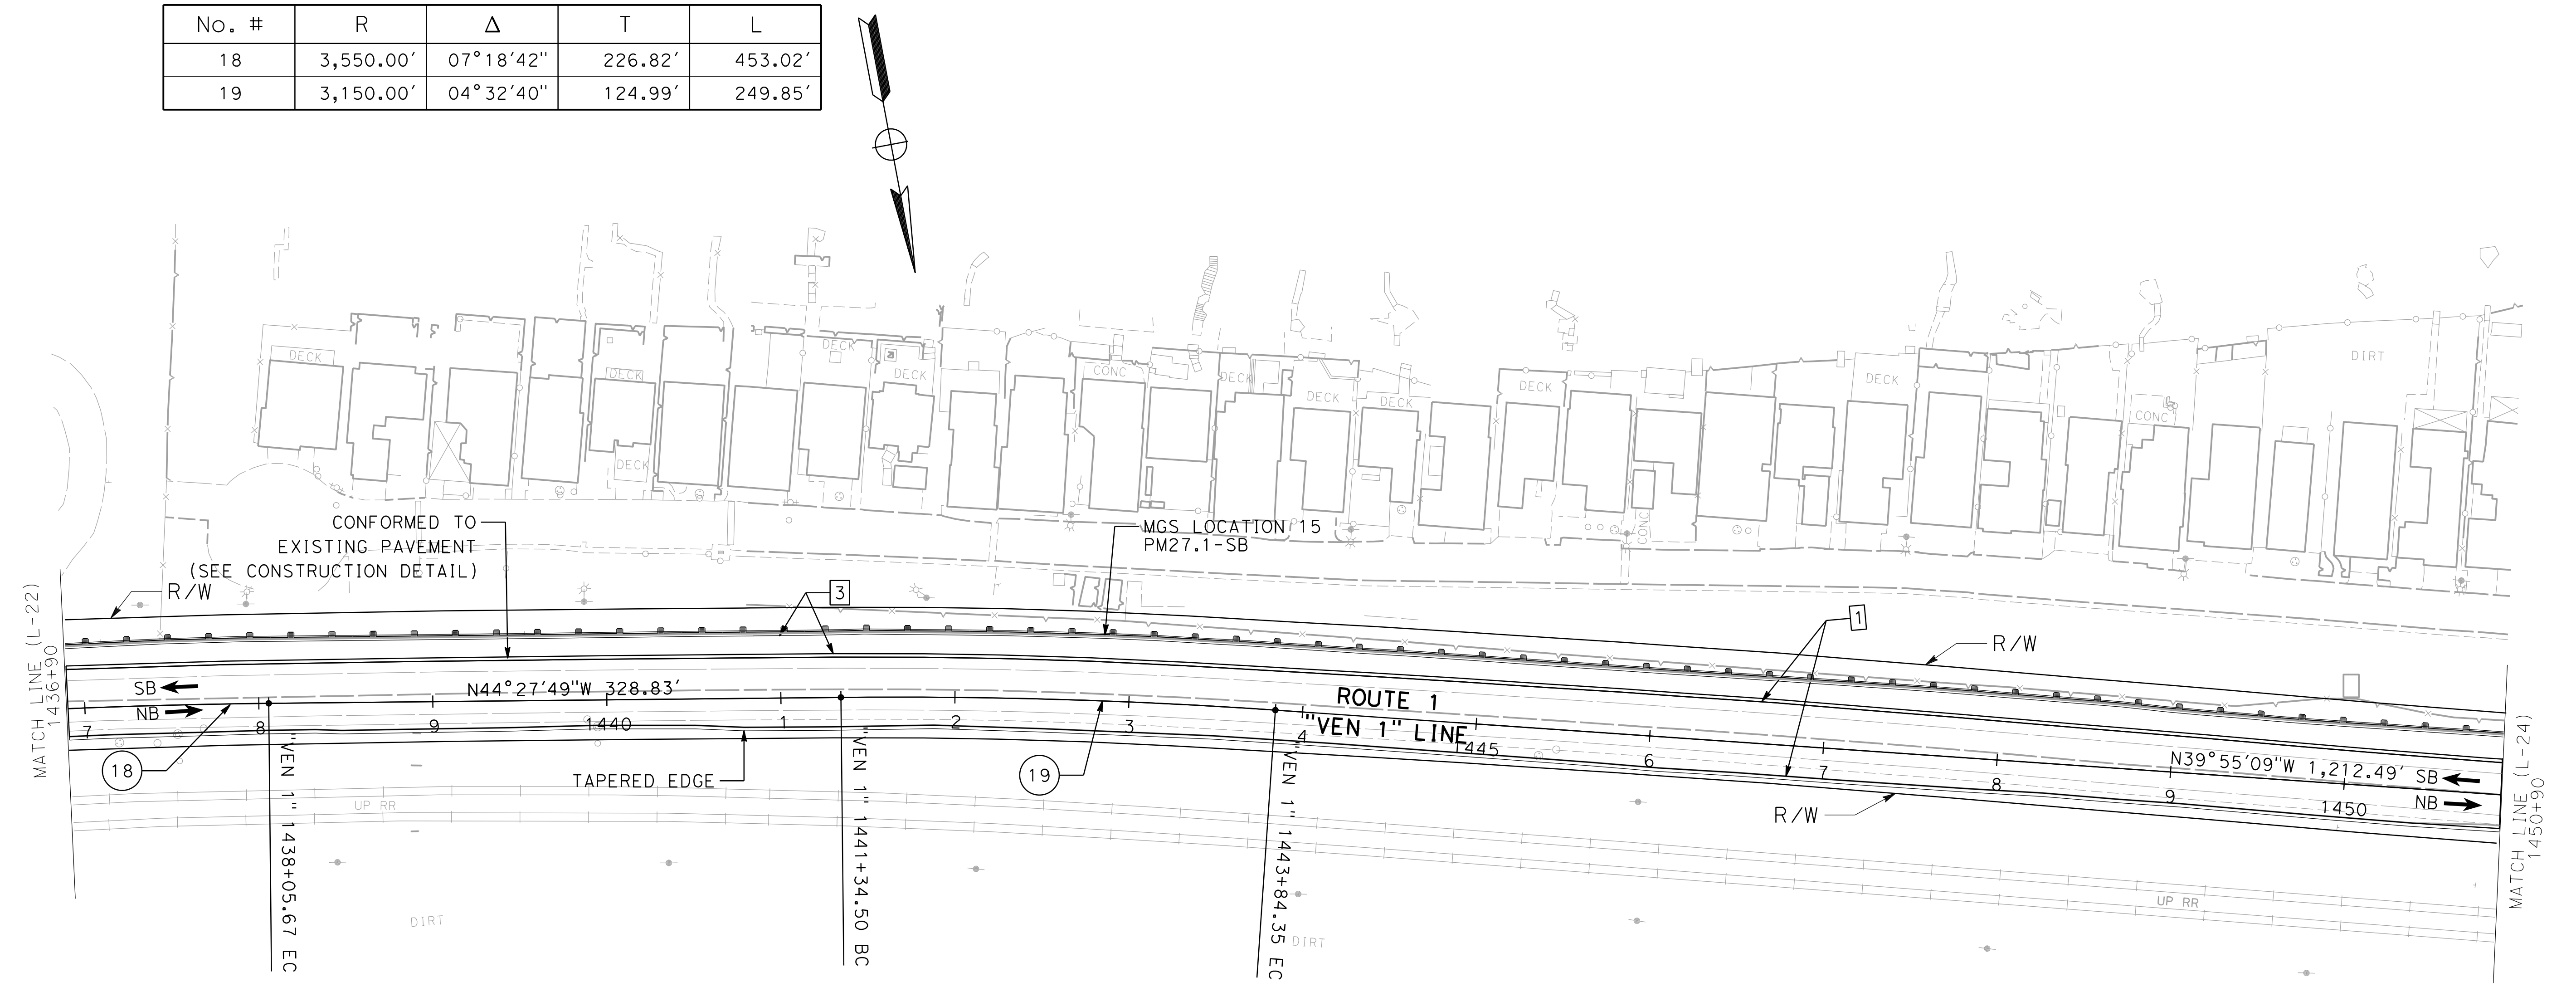 No. # R Δ T L
18 3,550.00' 07°18'42" 226.82' 453.02'
19 3,150.00' 04°32'40" 124.99' 249.85'
DECK
DECK
DECK
DECK
DECK
CONC
DECK
DECK
DECK
DECK
DECK
CONC
CONC
DIRT
CONFORMED TO
EXISTING PAVEMENT
(SEE CONSTRUCTION DETAIL)
MGS LOCATION 15
PM27.1-SB
R/W
3
1
R/W
MATCH LINE (L-22)
1436+90
SB
NB
N44°27'49"W 328.83'
ROUTE 1
"VEN 1" LINE
7
8
9
1440
1
2
3
4
1445
6
7
8
9
1450
N39°55'09"W 1,212.49'
SB
NB
18
TAPERED EDGE
19
R/W
"VEN 1" 1438+05.67 EC
"VEN 1" 1441+34.50 BC
"VEN 1" 1443+84.35 EC
UP RR
UP RR
DIRT
DIRT
MATCH LINE (L-24)
1450+90